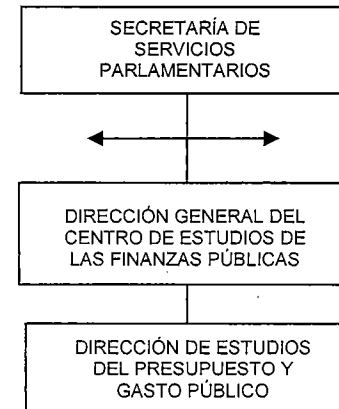 SECRETARÍA DE
SERVICIOS
PARLAMENTARIOS
DIRECCIÓN GENERAL DEL
CENTRO DE ESTUDIOS DE
LAS FINANZAS PÚBLICAS
DIRECCIÓN DE ESTUDIOS
DEL PRESUPUESTO Y
GASTO PÚBLICO